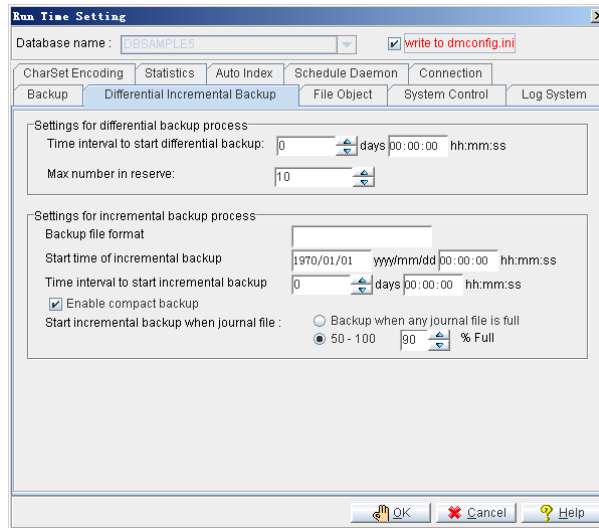 Run Time Setting
Database name : DBSAMPLE5 write to dmconfig.ini
CharSet Encoding Statistics Auto Index Schedule Daemon Connection
Backup Differential Incremental Backup File Object System Control Log System
Settings for differential backup process
Time interval to start differential backup: 0 days 00:00:00 hh:mm:ss
Max number in reserve: 10
Settings for incremental backup process
Backup file format
Start time of incremental backup 1970/01/01 yyyy/mm/dd 00:00:00 hh:mm:ss
Time interval to start incremental backup 0 days 00:00:00 hh:mm:ss
Enable compact backup
Start incremental backup when journal file : Backup when any journal file is full
50 - 100 90 % Full
OK Cancel Help